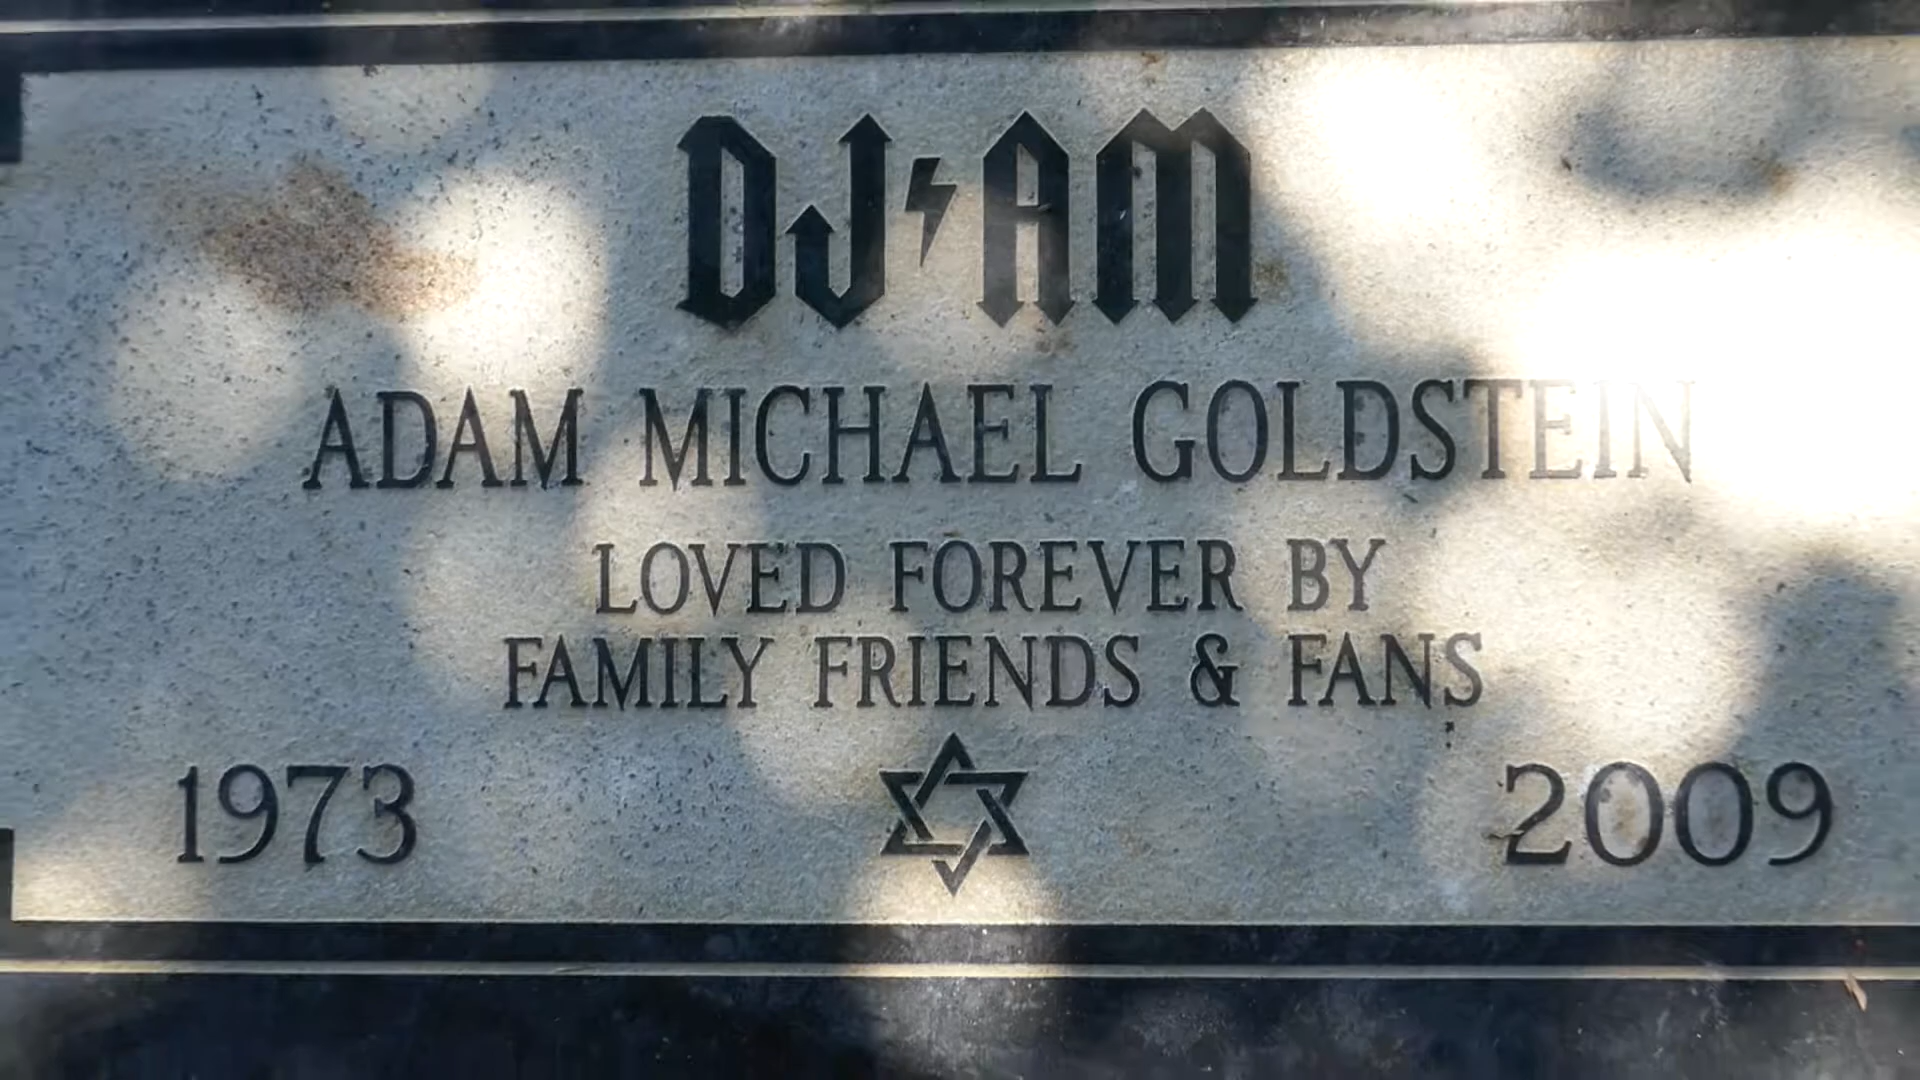 DJ AM
ADAM MICHAEL GOLDSTEIN
LOVED FOREVER BY
FAMILY FRIENDS & FANS
1973 2009